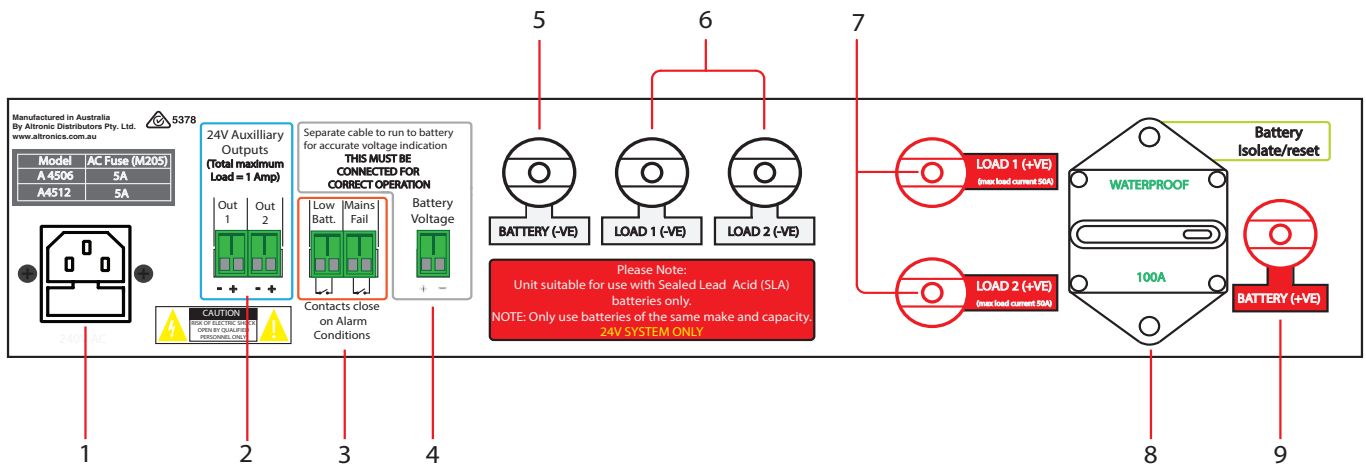 5
6
7
Manufactured in Australia
By Altronic Distributors Pty. Ltd.
www.altronics.com.au
5378
Model AC Fuse (M205)
A 4506 5A
A4512 5A
24V Auxilliary
Outputs
(Total maximum
Load = 1 Amp)
Out
1
Out
2
- + - +
Separate cable to run to battery
for accurate voltage indication
THIS MUST BE
CONNECTED FOR
CORRECT OPERATION
Low
Batt.
Mains
Fail
Battery
Voltage
+ −
Contacts close
on Alarm
Conditions
CAUTION
RISK OF ELECTRIC SHOCK
OPEN BY QUALIFIED
PERSONNEL ONLY
240V AC
BATTERY (-VE)
LOAD 1 (-VE)
LOAD 2 (-VE)
Please Note:
Unit suitable for use with Sealed Lead Acid (SLA)
batteries only.
NOTE: Only use batteries of the same make and capacity.
24V SYSTEM ONLY
LOAD 1 (+VE)
(max load current 50A)
LOAD 2 (+VE)
(max load current 50A)
WATERPROOF
100A
Battery
Isolate/reset
BATTERY (+VE)
1
2
3
4
8
9